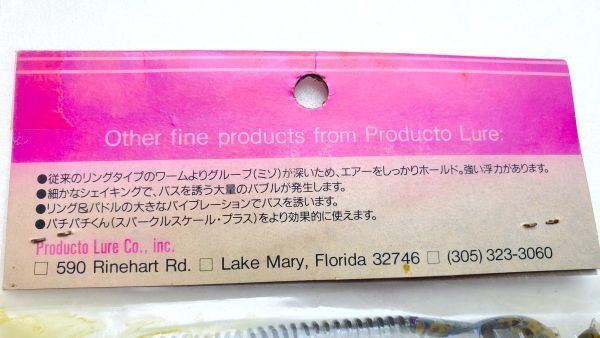 Other fine products from Producto Lure:
●従来のリングタイプのワームよりグルーブ(ミゾ)が深いため、エアーをしっかりホールド。強い浮力があります。
●細かなシェイキングで、バスを誘う大量のバブルが発生します。
●リング&パドルの大きなバイブレーションでバスを誘います。
●パチパチくん(スパークルスケール・プラス)をより効果的に使えます。
Producto Lure Co., inc.
□ 590 Rinehart Rd. □ Lake Mary, Florida 32746 □ (305) 323-3060